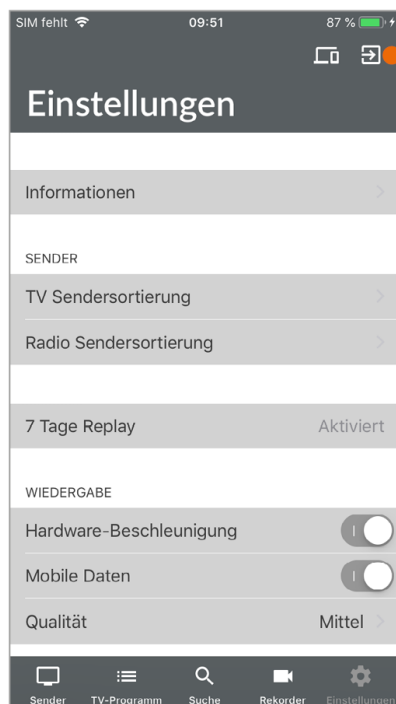 SIM fehlt 09:51 87 %
Einstellungen
Informationen
SENDER
TV Sendersortierung
Radio Sendersortierung
7 Tage Replay Aktiviert
WIEDERGABE
Hardware-Beschleunigung
Mobile Daten
Qualität Mittel
Sender TV-Programm Suche Rekorder Einstellungen